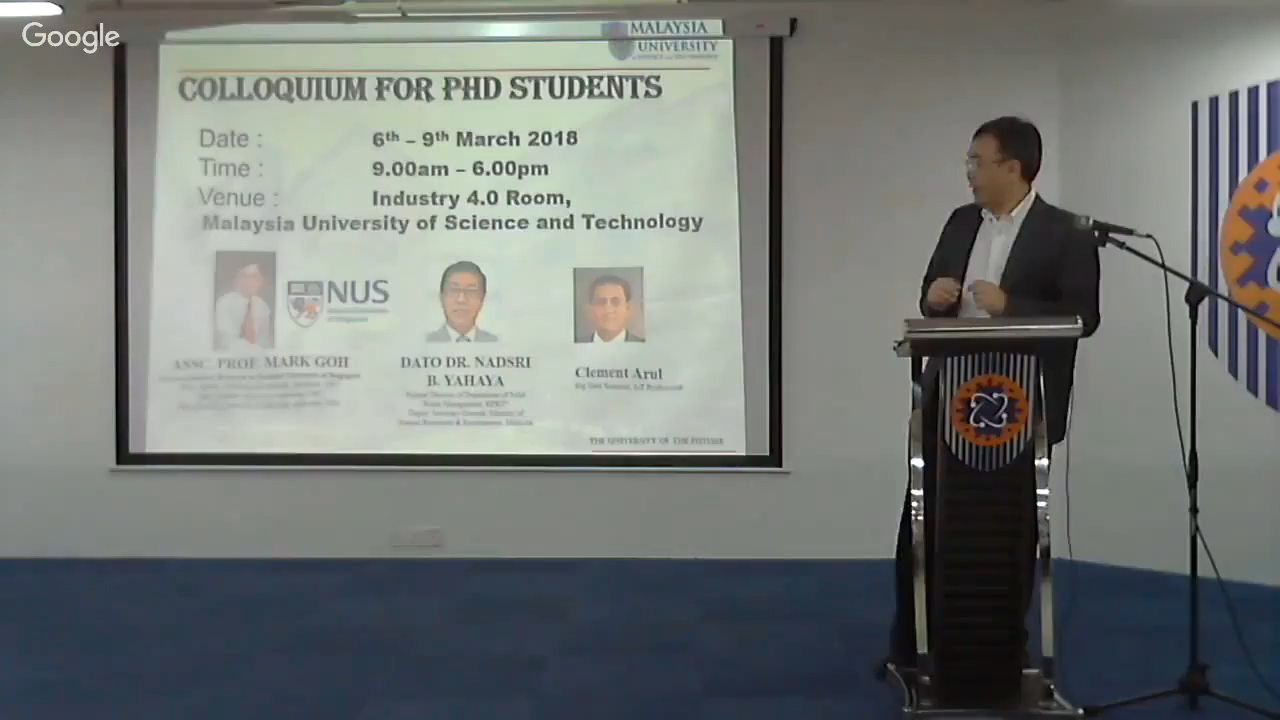 Google
MALAYSIA
UNIVERSITY
COLLOQUIUM FOR PHD STUDENTS
Date : 6th – 9th March 2018
Time : 9.00am – 6.00pm
Venue : Industry 4.0 Room,
Malaysia University of Science and Technology
NUS
ASSC. PROF. MARK GOH
DATO DR. NADSRI
B. YAHAYA
Clement Arul
THE UNIVERSITY OF THE FUTURE